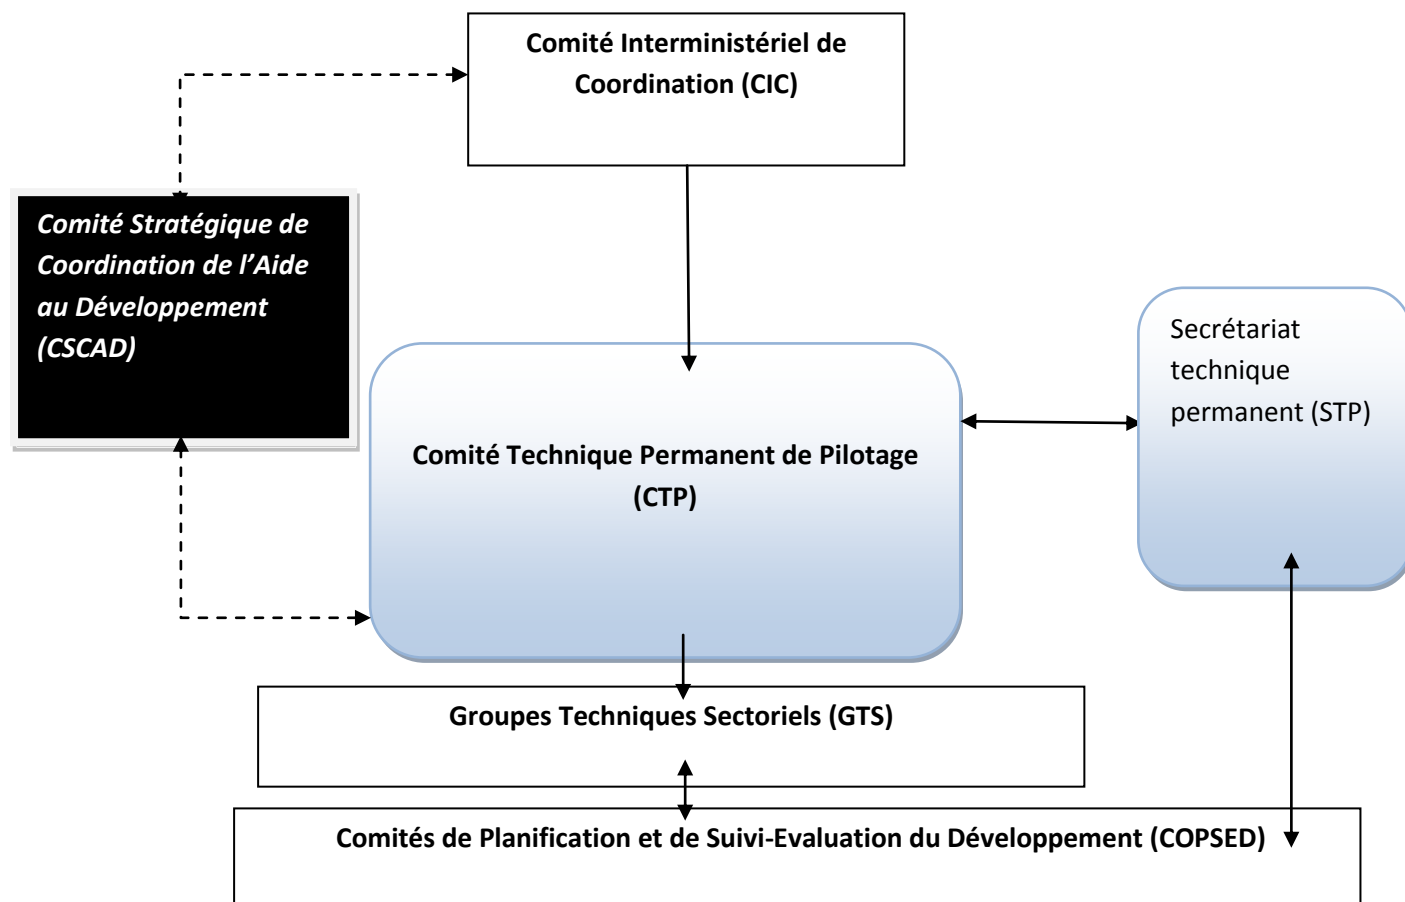 Comité Interministériel de
Coordination (CIC)
Comité Stratégique de
Coordination de l’Aide
au Développement
(CSCAD)
Secrétariat
technique
permanent (STP)
Comité Technique Permanent de Pilotage
(CTP)
Groupes Techniques Sectoriels (GTS)
Comités de Planification et de Suivi-Evaluation du Développement (COPSED)